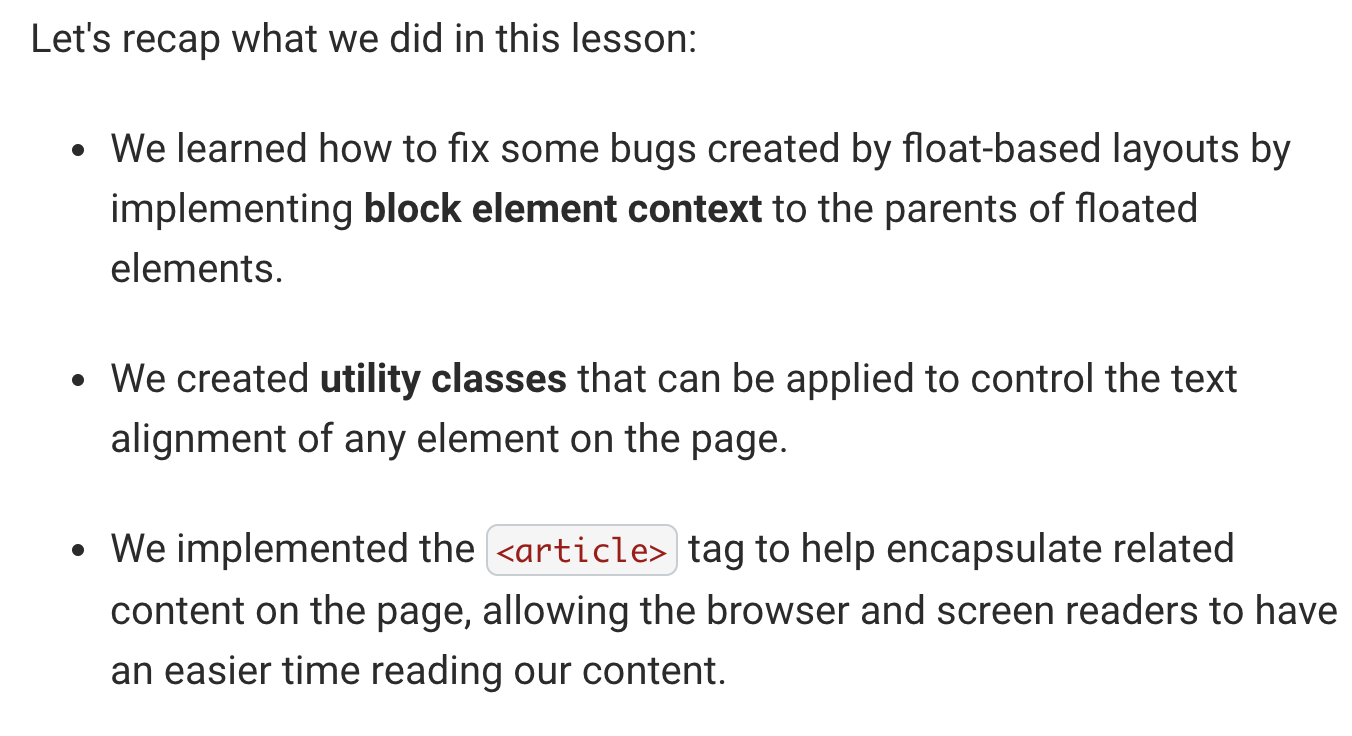 Let's recap what we did in this lesson:
• We learned how to fix some bugs created by float-based layouts by
implementing block element context to the parents of floated
elements.
• We created utility classes that can be applied to control the text
alignment of any element on the page.
• We implemented the <article> tag to help encapsulate related
content on the page, allowing the browser and screen readers to have
an easier time reading our content.